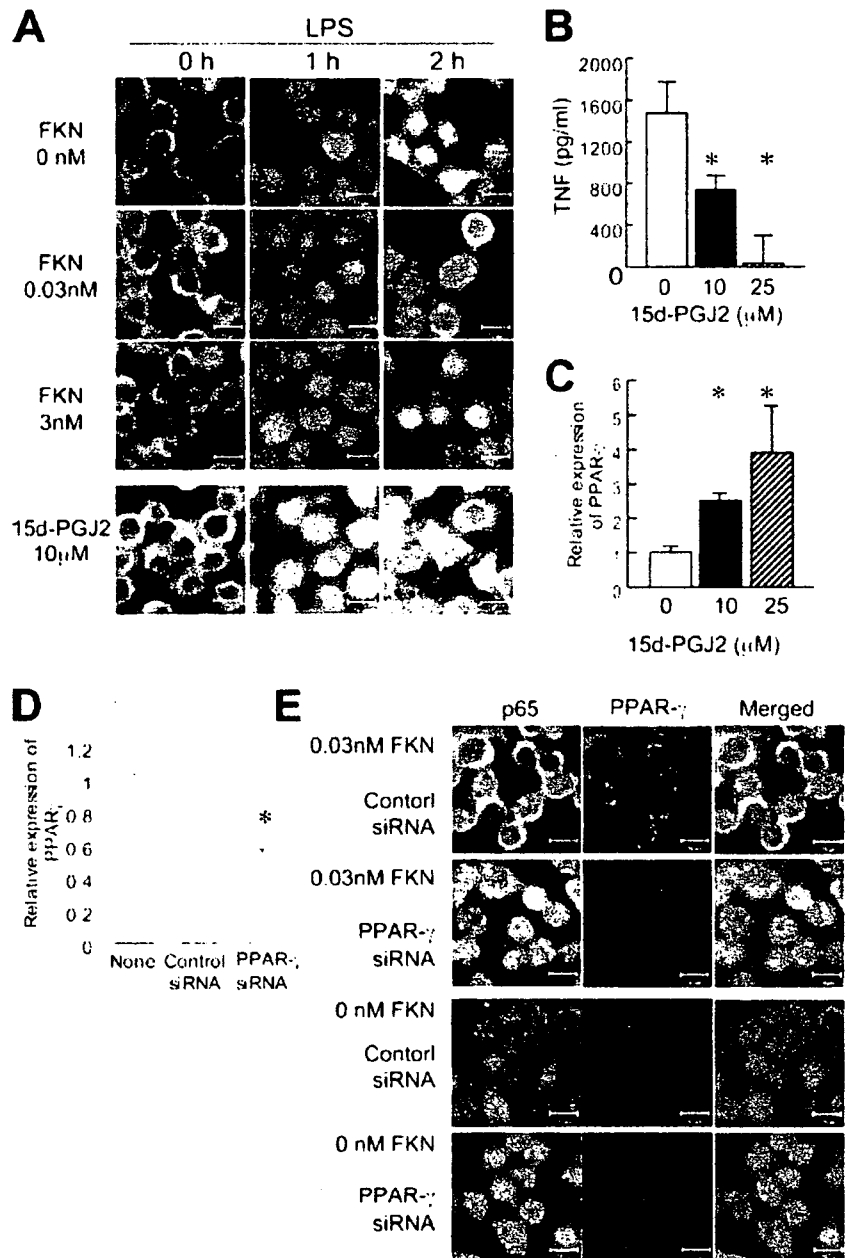 A
LPS
0 h 1 h 2 h
FKN
0 nM
FKN
0.03nM
FKN
3nM
15d-PGJ2
10μM
B
TNF (pg/ml)
2000
1600
1200
800
400
0
* *
0 10 25
15d-PGJ2 (μM)
C
Relative expression
of PPAR-γ
6
5
4
3
2
1
0
* *
0 10 25
15d-PGJ2 (μM)
D
Relative expression of
PPARγ
1.2
1
0.8
0.6
0.4
0.2
0
*
None Control PPAR-γ
siRNA siRNA
E
p65 PPAR-γ Merged
0.03nM FKN
Contorl
siRNA
0.03nM FKN
PPAR-γ
siRNA
0 nM FKN
Contorl
siRNA
0 nM FKN
PPAR-γ
siRNA